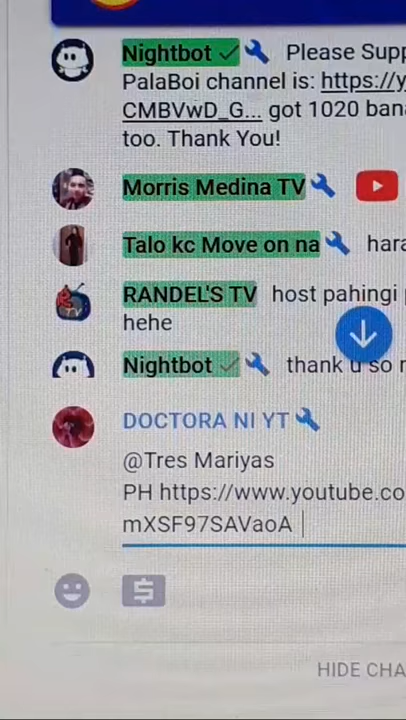 Nightbot Please Supp
PalaBoi channel is: https://y
CMBVwD_G... got 1020 ban
too. Thank You!
Morris Medina TV
Talo kc Move on na hara
RANDEL'S TV host pahingi
hehe
Nightbot thank u so
DOCTORA NI YT
@Tres Mariyas
PH https://www.youtube.co
mXSF97SAVaoA
HIDE CHA